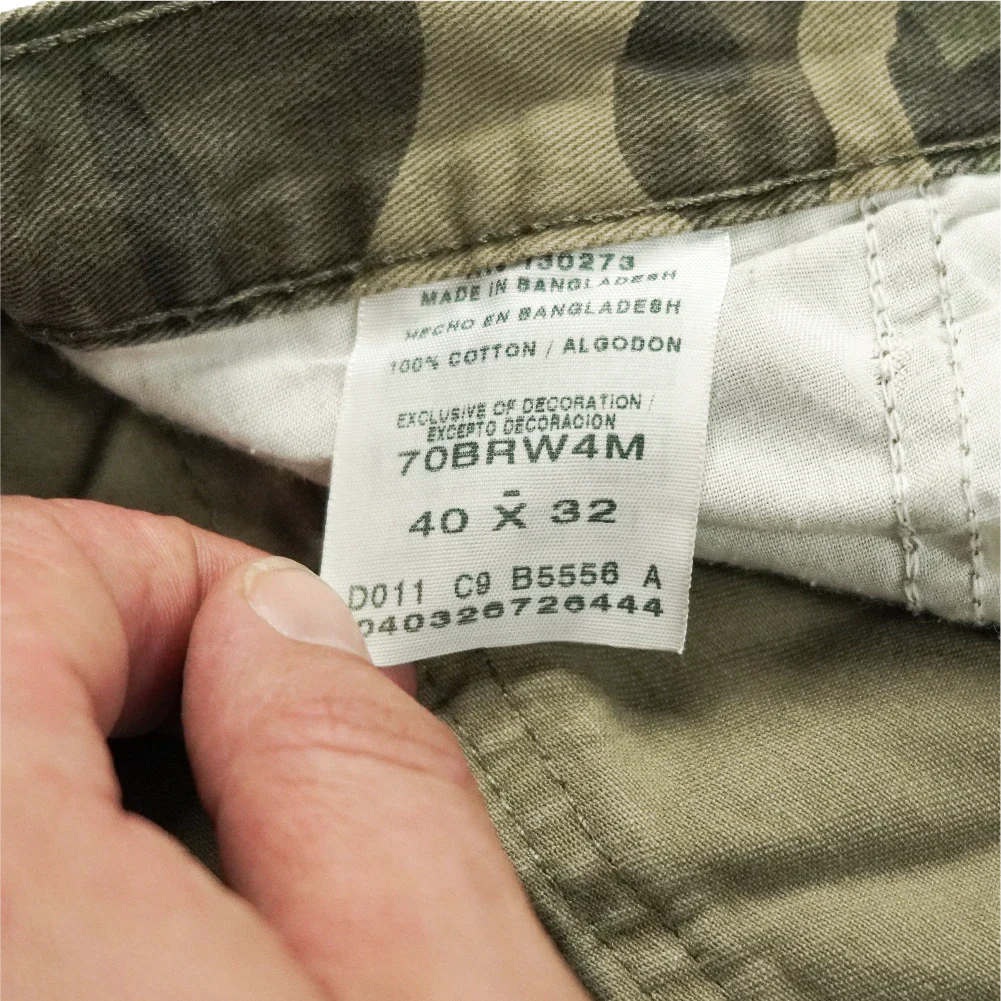 130273
MADE IN BANGLADESH
HECHO EN BANGLADESH
100% COTTON / ALGODON
EXCLUSIVE OF DECORATION /
EXCEPTO DECORACION
70BRW4M
40 X 32
D011 C9 B5556 A
040326726444